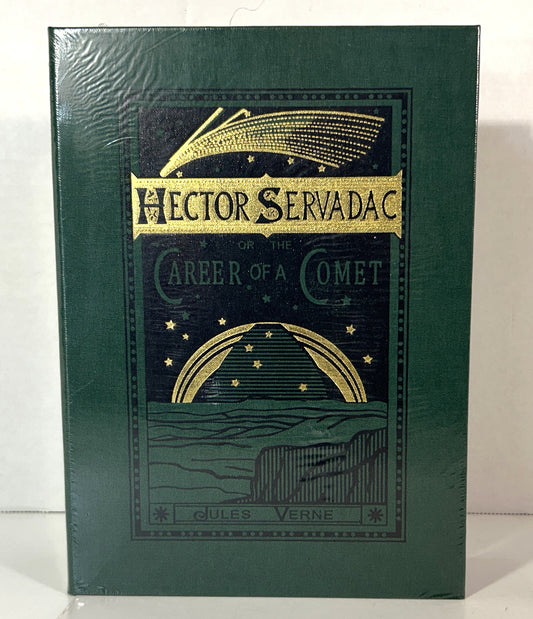 HECTOR SERVADAC
OR THE
CAREER OF A COMET
JULES VERNE